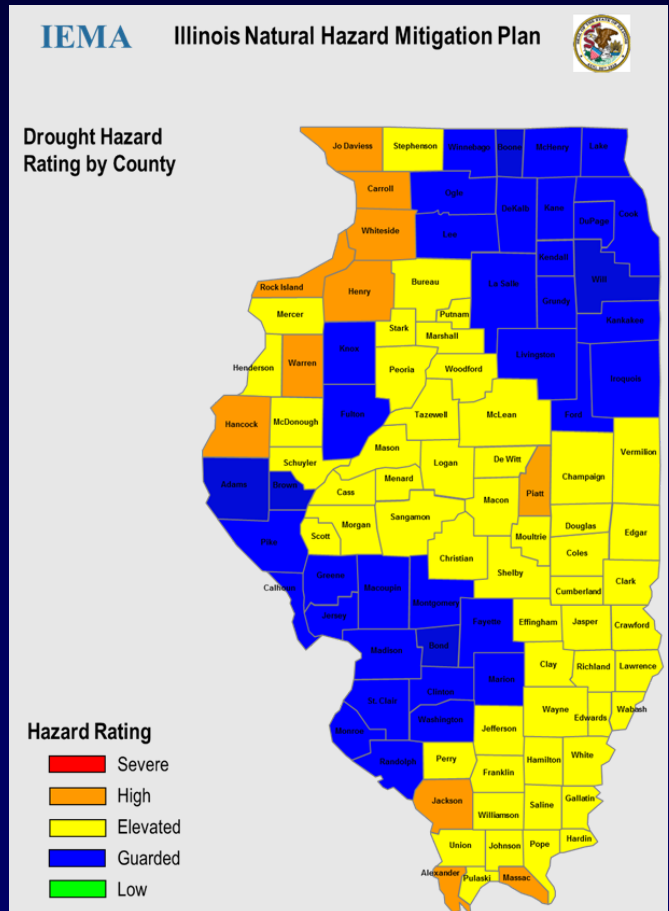 IEMA Illinois Natural Hazard Mitigation Plan
Drought Hazard
Rating by County
Jo Daviess Stephenson Winnebago Boone McHenry Lake
Carroll Ogle
DeKalb Kane Cook
DuPage
Whiteside Lee
Kendall
Will
Rock Island Henry Bureau La Salle Grundy
Mercer Putnam Kankakee
Stark Marshall
Knox
Henderson Warren Peoria Woodford Livingston Iroquois
Hancock McDonough Fulton Tazewell McLean Ford
Mason Vermilion
Schuyler Logan De Witt
Adams Brown Cass Menard Macon Piatt Champaign
Morgan Sangamon
Scott Moultrie Douglas Edgar
Pike Christian Coles
Shelby
Calhoun Greene Macoupin Cumberland Clark
Montgomery
Jersey Fayette Effingham Jasper Crawford
Madison Bond
Clay Richland Lawrence
Marion
St. Clair Clinton
Wayne Wabash
Monroe Washington Edwards
Jefferson
Randolph Perry Hamilton White
Franklin
Jackson Gallatin
Williamson Saline
Hardin
Union Johnson Pope
Alexander Pulaski Massac
Hazard Rating
Severe
High
Elevated
Guarded
Low